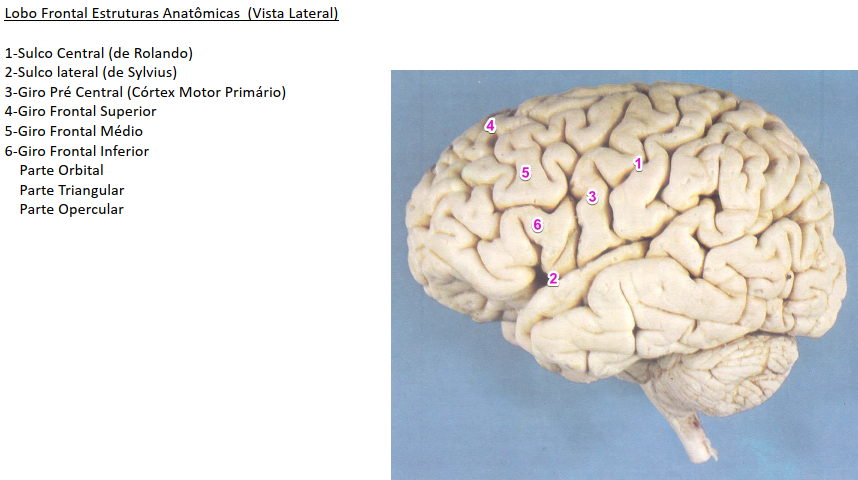 Lobo Frontal Estruturas Anatômicas (Vista Lateral)
1-Sulco Central (de Rolando)
2-Sulco lateral (de Sylvius)
3-Giro Pré Central (Córtex Motor Primário)
4-Giro Frontal Superior
5-Giro Frontal Médio
6-Giro Frontal Inferior
Parte Orbital
Parte Triangular
Parte Opercular
4
1
5
3
6
2